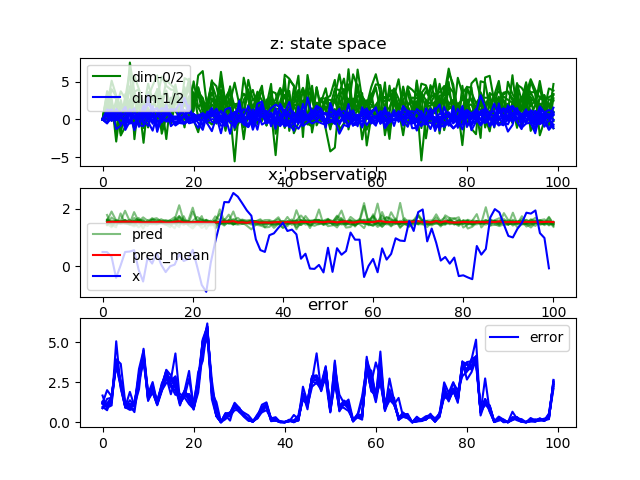 z: state space
5
0
−5
dim-0/2
dim-1/2
0 20 40 60 80 100
x: observation
2
0
pred
pred_mean
x
0 20 40 60 80 100
error
5.0
2.5
0.0
error
0 20 40 60 80 100